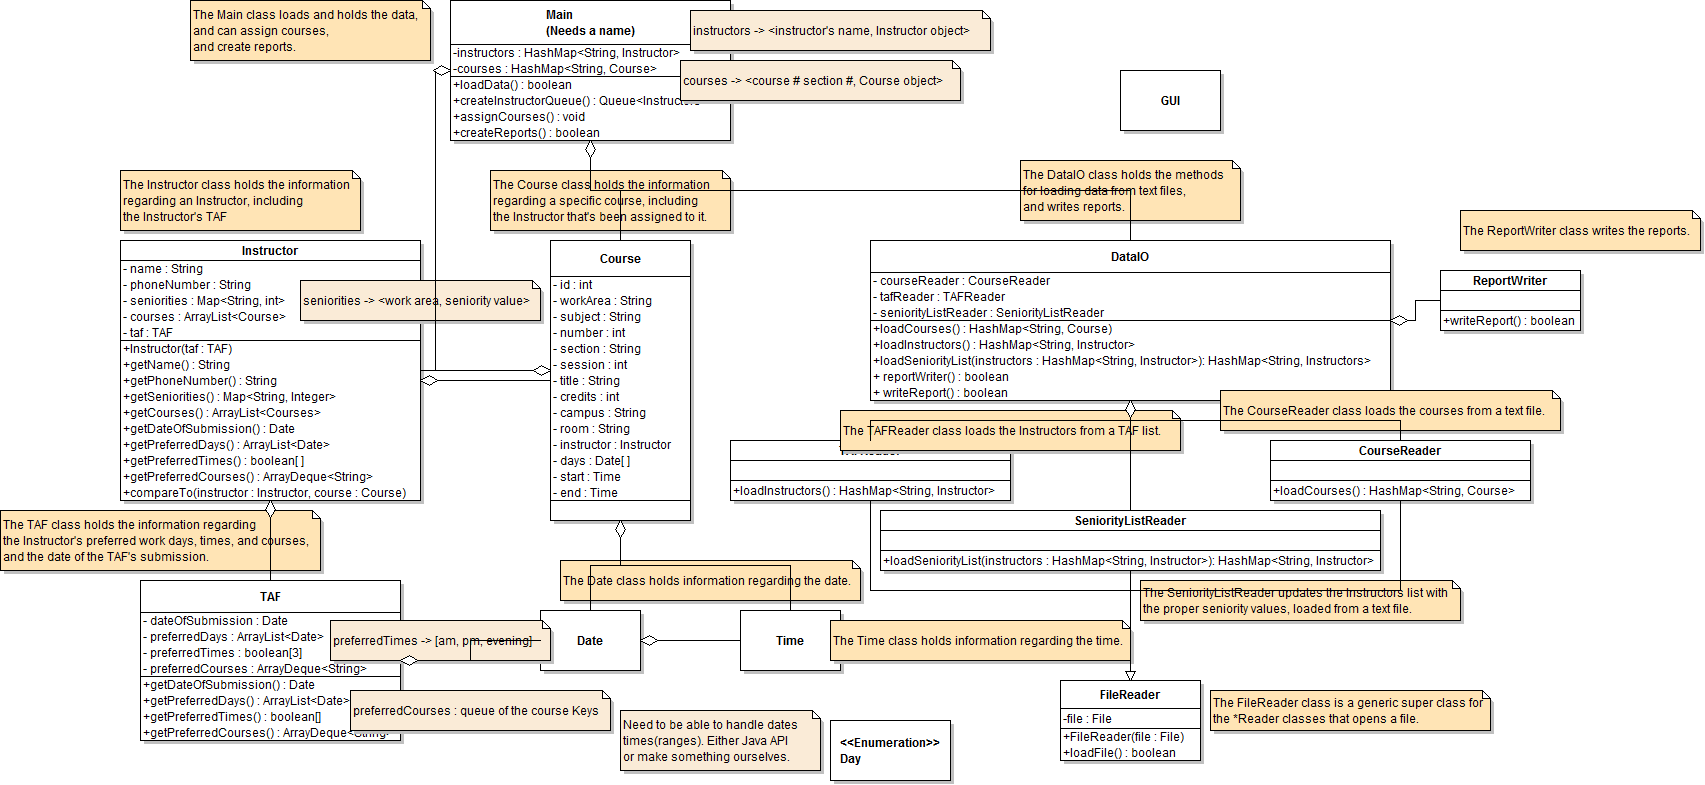 The Main class loads and holds the data,
and can assign courses,
and create reports.
Main
(Needs a name)
-instructors : HashMap<String, Instructor>
-courses : HashMap<String, Course>
+loadData() : boolean
+createInstructorQueue() : Queue<Instructors
+assignCourses() : void
+createReports() : boolean
instructors -> <instructor's name, Instructor object>
courses -> <course # section #, Course object>
GUI
The Instructor class holds the information
regarding an Instructor, including
the Instructor's TAF
The Course class holds the information
regarding a specific course, including
the Instructor that's been assigned to it.
The DataIO class holds the methods
for loading data from text files,
and writes reports.
The ReportWriter class writes the reports.
Instructor
- name : String
- phoneNumber : String
- seniorities : Map<String, int>
- courses : ArrayList<Course>
- taf : TAF
+Instructor(taf : TAF)
+getName() : String
+getPhoneNumber() : String
+getSeniorities() : Map<String, Integer>
+getCourses() : ArrayList<Courses>
+getDateOfSubmission() : Date
+getPreferredDays() : ArrayList<Date>
+getPreferredTimes() : boolean[ ]
+getPreferredCourses() : ArrayDeque<String>
+compareTo(instructor : Instructor, course : Course)
seniorities -> <work area, seniority value>
Course
- id : int
- workArea : String
- subject : String
- number : int
- section : String
- session : int
- title : String
- credits : int
- campus : String
- room : String
- instructor : Instructor
- days : Date[ ]
- start : Time
- end : Time
DataIO
- courseReader : CourseReader
- tafReader : TAFReader
- seniorityListReader : SeniorityListReader
+loadCourses() : HashMap<String, Course)
+loadInstructors() : HashMap<String, Instructor>
+loadSeniorityList(instructors : HashMap<String, Instructor>): HashMap<String, Instructors>
+ reportWriter() : boolean
+ writeReport() : boolean
ReportWriter
+writeReport() : boolean
The CourseReader class loads the courses from a text file.
The TAFReader class loads the Instructors from a TAF list.
+loadInstructors() : HashMap<String, Instructor>
CourseReader
+loadCourses() : HashMap<String, Course>
SeniorityListReader
+loadSeniorityList(instructors : HashMap<String, Instructor>): HashMap<String, Instructor>
The SeniorityListReader updates the Instructors list with
the proper seniority values, loaded from a text file.
The TAF class holds the information regarding
the Instructor's preferred work days, times, and courses,
and the date of the TAF's submission.
TAF
- dateOfSubmission : Date
- preferredDays : ArrayList<Date>
- preferredTimes : boolean[3]
- preferredCourses : ArrayDeque<String>
+getDateOfSubmission() : Date
+getPreferredDays() : ArrayList<Date>
+getPreferredTimes() : boolean[]
+getPreferredCourses() : ArrayDeque<String>
preferredTimes -> [am, pm, evening]
preferredCourses : queue of the course Keys
The Date class holds information regarding the date.
Date
Time
The Time class holds information regarding the time.
Need to be able to handle dates
times(ranges). Either Java API
or make something ourselves.
<<Enumeration>>
Day
FileReader
-file : File
+FileReader(file : File)
+loadFile() : boolean
The FileReader class is a generic super class for
the *Reader classes that opens a file.